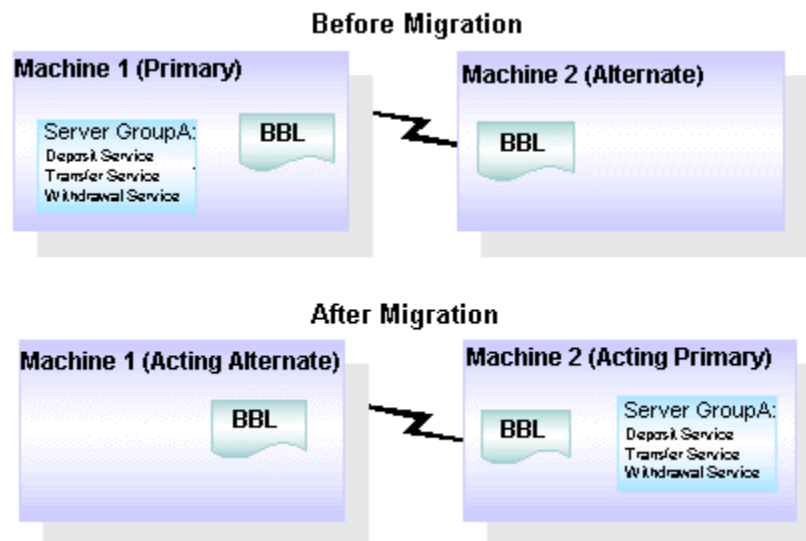 Before Migration
Machine 1 (Primary)
Server GroupA:
Deposit Service
Transfer Service
Withdrawal Service
BBL
Machine 2 (Alternate)
BBL
After Migration
Machine 1 (Acting Alternate)
BBL
Machine 2 (Acting Primary)
BBL
Server GroupA:
Deposit Service
Transfer Service
Withdrawal Service